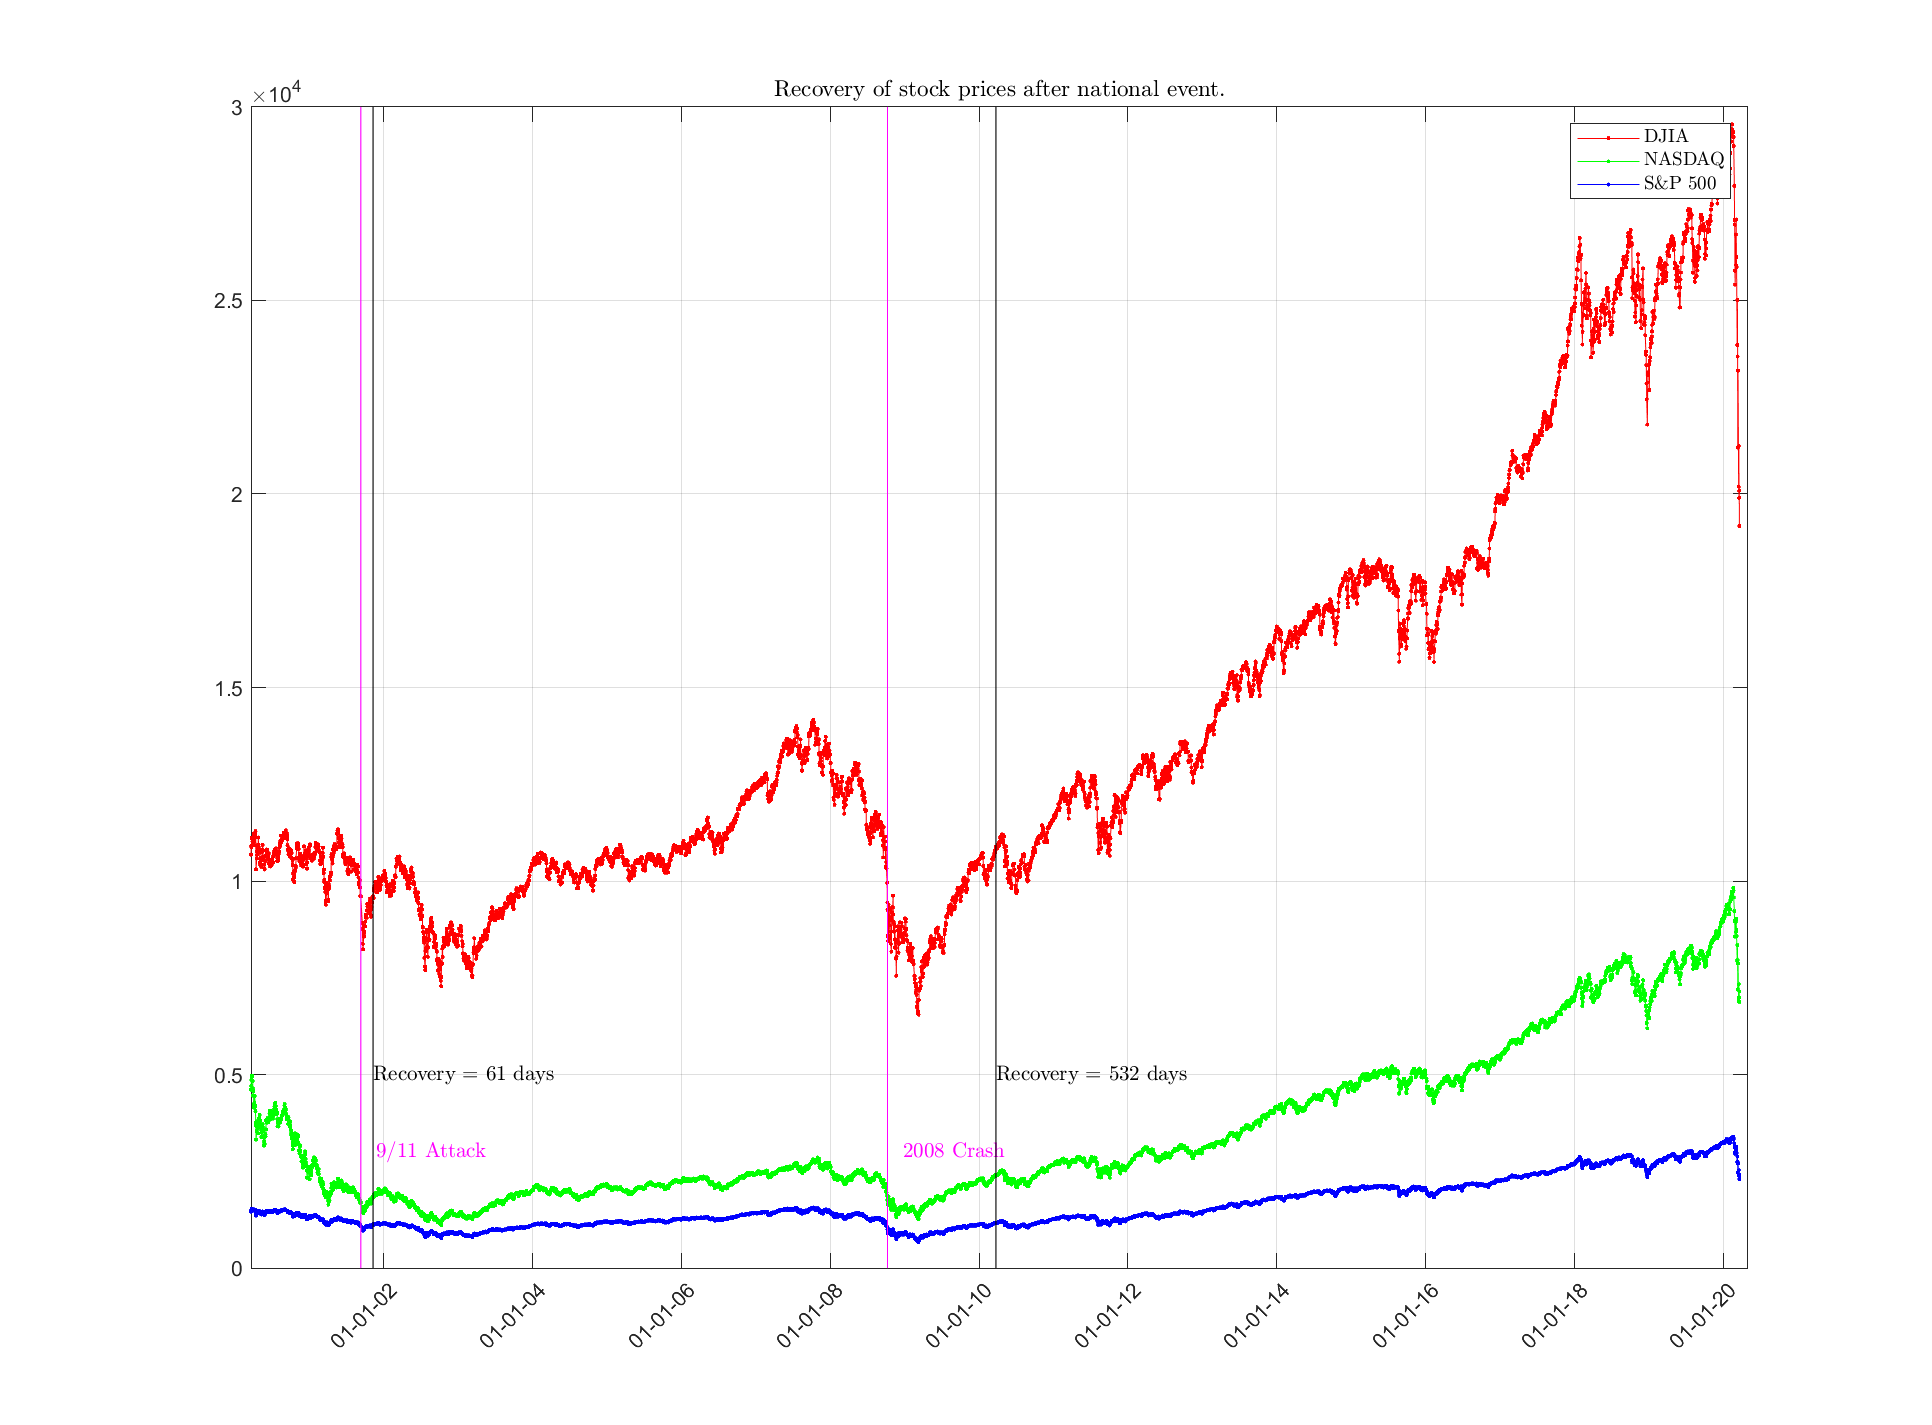 Recovery of stock prices after national event.
×10⁴
3
2.5
2
1.5
1
0.5
0
DJIA
NASDAQ
S&P 500
Recovery = 61 days
Recovery = 532 days
9/11 Attack
2008 Crash
01-01-02
01-01-04
01-01-06
01-01-08
01-01-10
01-01-12
01-01-14
01-01-16
01-01-18
01-01-20